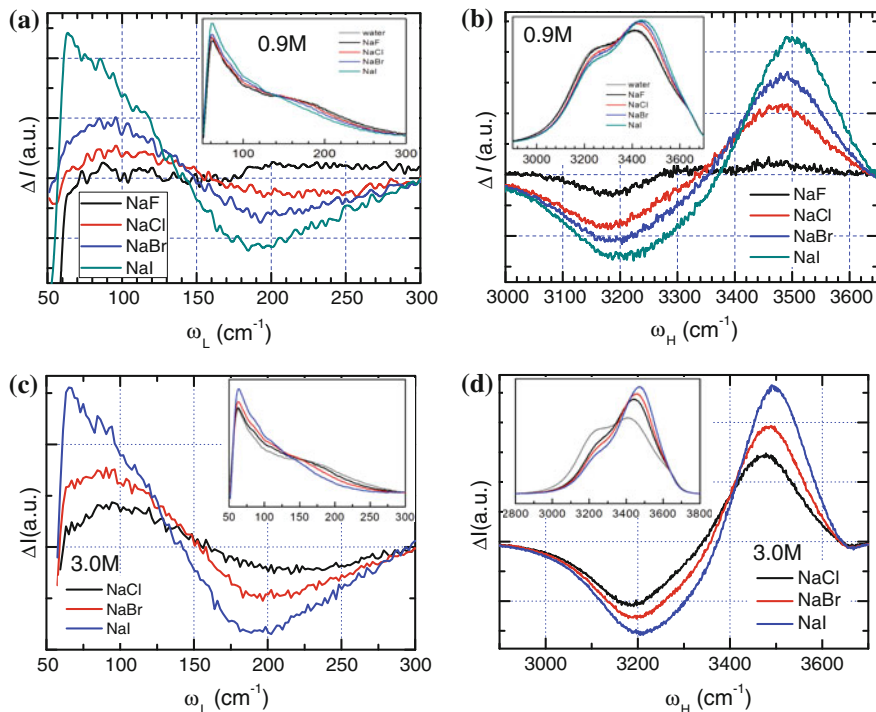 (a)
0.9M
water
NaF
NaCl
NaBr
NaI
100 200 300
ΔI (a.u.)
NaF
NaCl
NaBr
NaI
50 100 150 200 250 300
ω_L (cm⁻¹)
(b)
0.9M
water
NaF
NaCl
NaBr
NaI
3000 3200 3400 3600
ΔI (a.u.)
NaF
NaCl
NaBr
NaI
3000 3100 3200 3300 3400 3500 3600
ω_H (cm⁻¹)
(c)
50 100 150 200 250 300
ΔI(a.u.)
3.0M
NaCl
NaBr
NaI
50 100 150 200 250 300
ω_L (cm⁻¹)
(d)
2800 3000 3200 3400 3600 3800
ΔI(a.u.)
3.0M
NaCl
NaBr
NaI
3000 3200 3400 3600
ω_H (cm⁻¹)